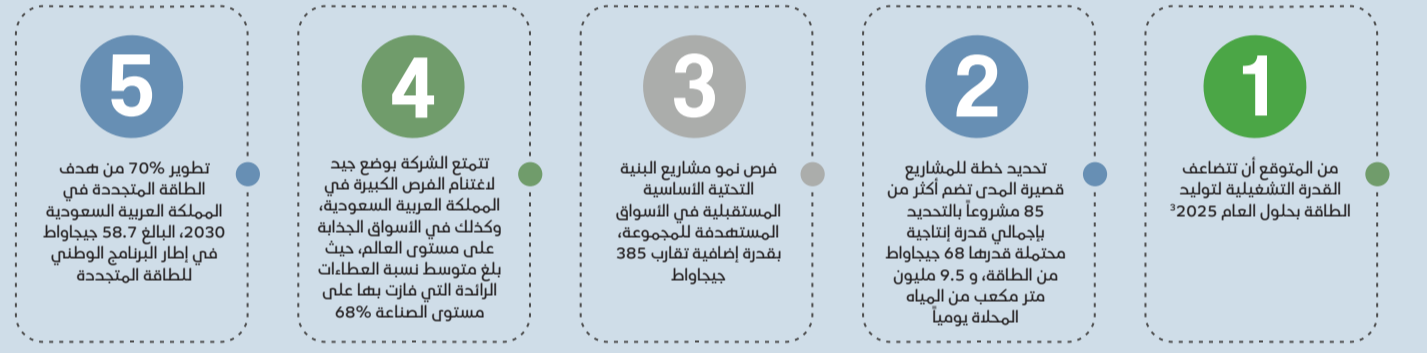 1
من المتوقع أن تتضاعف
القدرة التشغيلية لتوليد
الطاقة بحلول العام 2025³
2
تحديد خطة للمشاريع
قصيرة المدى تضم أكثر من
85 مشروعاً بالتحديد
بإجمالي قدرة إنتاجية
محتملة قدرها 68 جيجاواط
من الطاقة، و 9.5 مليون
متر مكعب من المياه
المحلاة يومياً
3
فرص نمو مشاريع البنية
التحتية الأساسية
المستقبلية في الأسواق
المستهدفة للمجموعة،
بقدرة إضافية تقارب 385
جيجاواط
4
تتمتع الشركة بوضع جيد
لاغتنام الفرص الكبيرة في
المملكة العربية السعودية،
وكذلك في الأسواق الجذابة
على مستوى العالم، حيث
بلغ متوسط نسبة العطاءات
الرائدة التي فازت بها على
مستوى الصناعة 68%
5
تطوير 70% من هدف
الطاقة المتجددة في
المملكة العربية السعودية
2030، البالغ 58.7 جيجاواط
في إطار البرنامج الوطني
للطاقة المتجددة